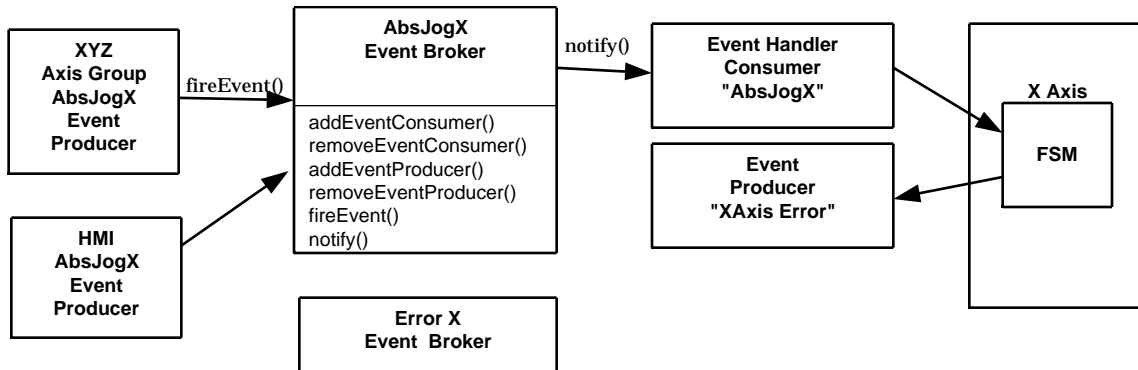 XYZ
Axis Group
AbsJogX
Event
Producer
fireEvent()
HMI
AbsJogX
Event
Producer
AbsJogX
Event Broker
addEventConsumer()
removeEventConsumer()
addEventProducer()
removeEventProducer()
fireEvent()
notify()
Error X
Event Broker
notify()
Event Handler
Consumer
"AbsJogX"
Event
Producer
"XAxis Error"
X Axis
FSM